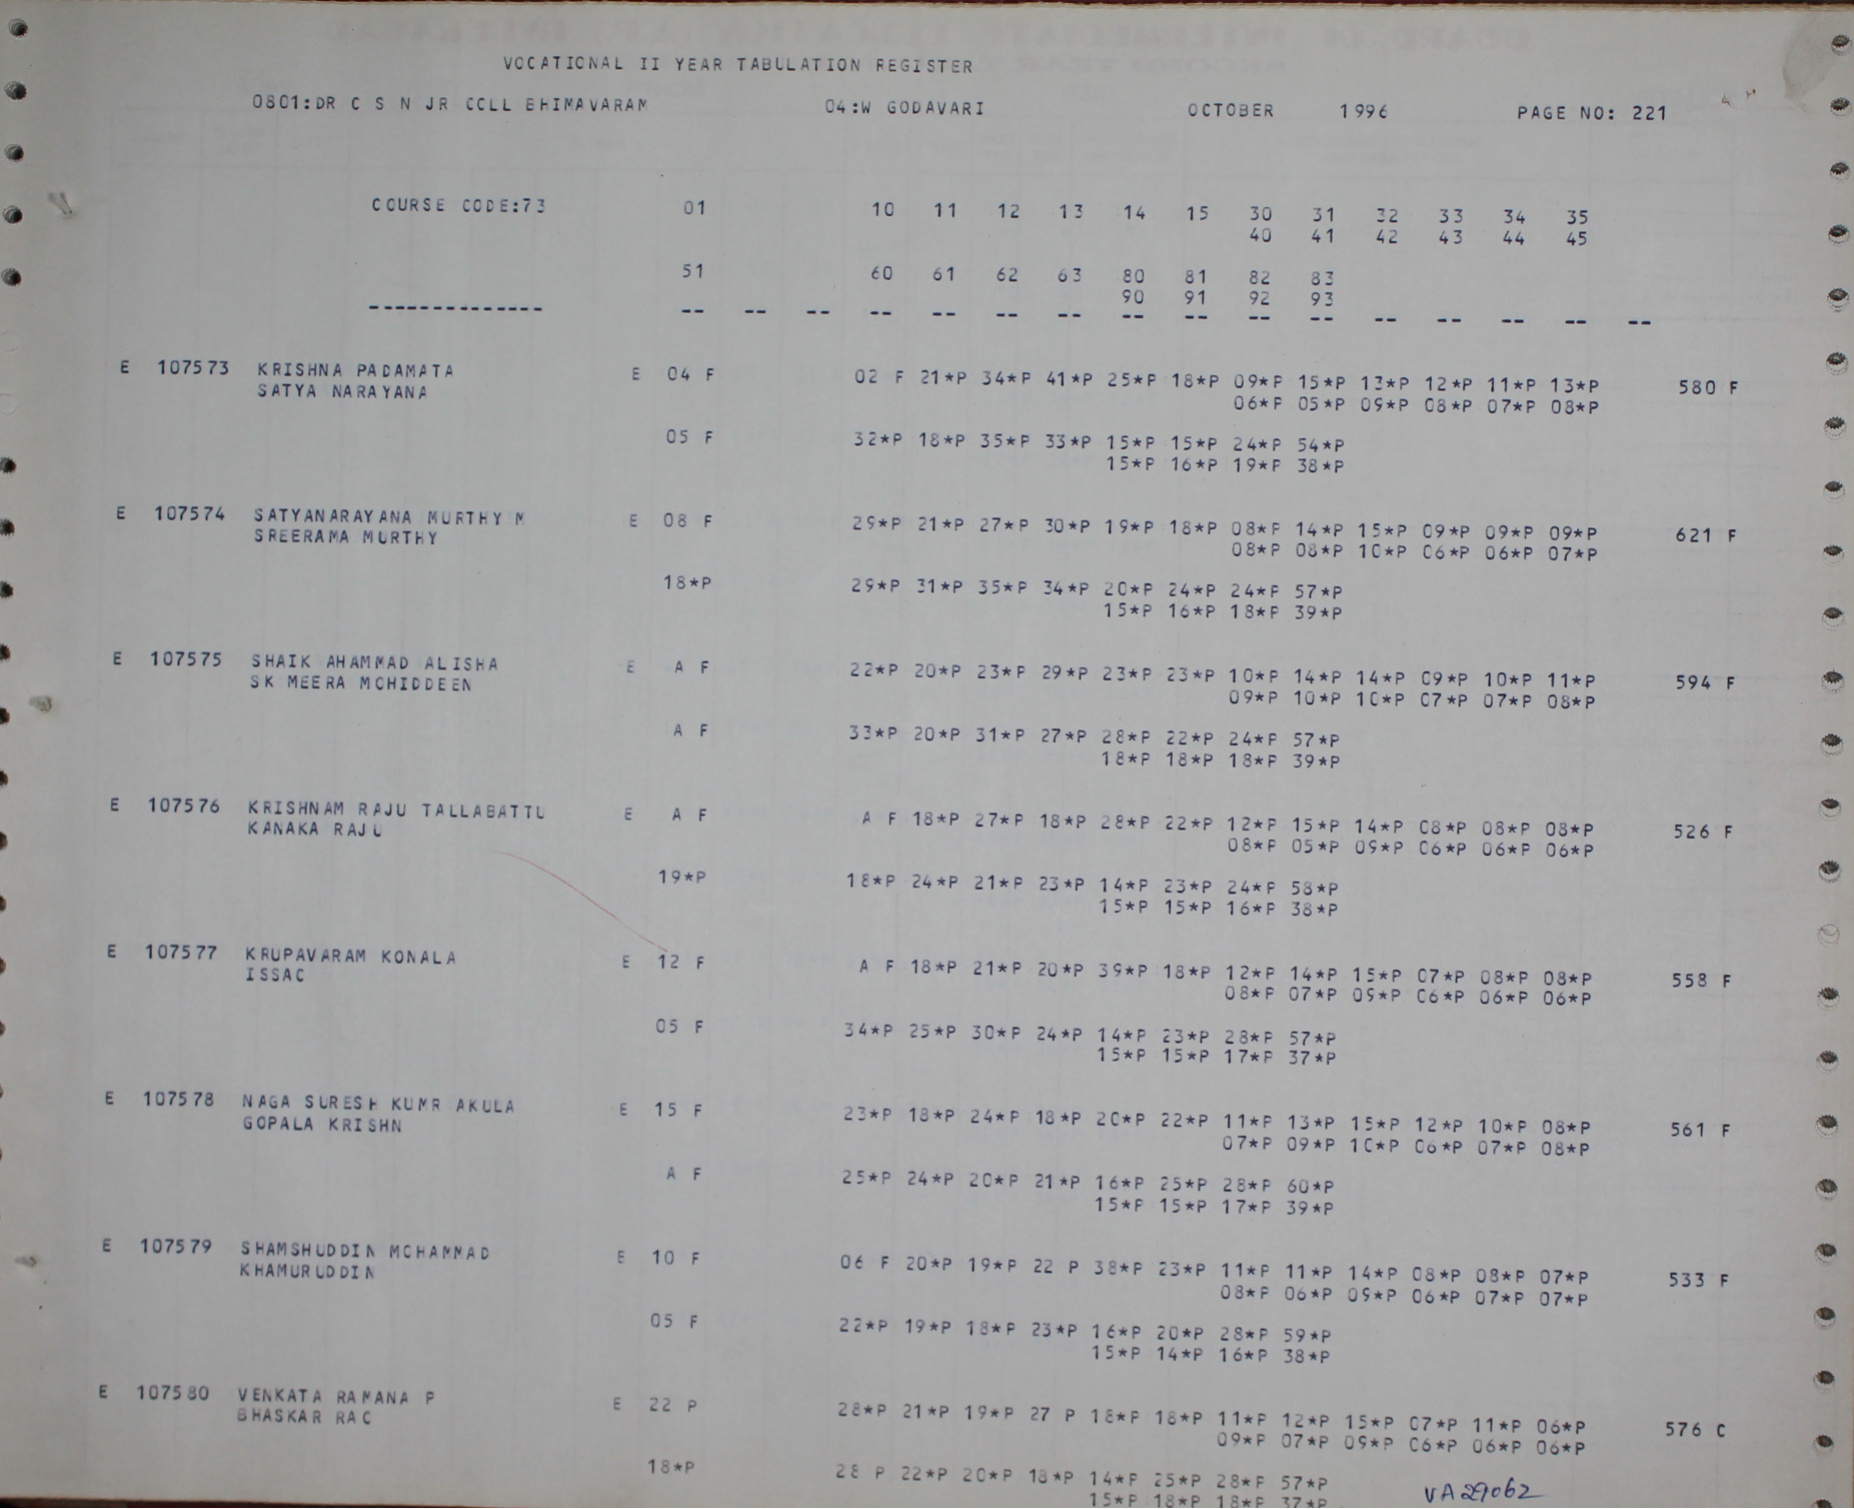 VOCATIONAL II YEAR TABULATION REGISTER
0801:DR C S N JR COLL BHIMAVARAM 04:W GODAVARI OCTOBER 1996 PAGE NO: 221
COURSE CODE:73 01 10 11 12 13 14 15 30 31 32 33 34 35
40 41 42 43 44 45
51 60 61 62 63 80 81 82 83
90 91 92 93
-------------- -- -- -- -- -- -- -- -- -- -- -- -- -- -- -- --
E 107573 KRISHNA PADAMATA E 04 F 02 F 21*P 34*P 41*P 25*P 18*P 09*P 15*P 13*P 12*P 11*P 13*P 580 F
SATYA NARAYANA 06*P 05*P 09*P 08*P 07*P 08*P
05 F 32*P 18*P 35*P 33*P 15*P 15*P 24*P 54*P
15*P 16*P 19*P 38*P
E 107574 SATYANARAYANA MURTHY M E 08 F 29*P 21*P 27*P 30*P 19*P 18*P 08*P 14*P 15*P 09*P 09*P 09*P 621 F
SREERAMA MURTHY 08*P 08*P 10*P 06*P 06*P 07*P
18*P 29*P 31*P 35*P 34*P 20*P 24*P 24*P 57*P
15*P 16*P 18*P 39*P
E 107575 SHAIK AHAMMAD ALISHA E A F 22*P 20*P 23*P 29*P 23*P 23*P 10*P 14*P 14*P 09*P 10*P 11*P 594 F
SK MEERA MOHIDDEEN 09*P 10*P 10*P 07*P 07*P 08*P
A F 33*P 20*P 31*P 27*P 28*P 22*P 24*P 57*P
18*P 18*P 18*P 39*P
E 107576 KRISHNAM RAJU TALLABATTU E A F A F 18*P 27*P 18*P 28*P 22*P 12*P 15*P 14*P 08*P 08*P 08*P 526 F
KANAKA RAJU 08*P 05*P 09*P 06*P 06*P 06*P
19*P 18*P 24*P 21*P 23*P 14*P 23*P 24*P 58*P
15*P 15*P 16*P 38*P
E 107577 KRUPAVARAM KONALA E 12 F A F 18*P 21*P 20*P 39*P 18*P 12*P 14*P 15*P 07*P 08*P 08*P 558 F
ISSAC 08*P 07*P 09*P 06*P 06*P 06*P
05 F 34*P 25*P 30*P 24*P 14*P 23*P 28*P 57*P
15*P 15*P 17*P 37*P
E 107578 NAGA SURESH KUMR AKULA E 15 F 23*P 18*P 24*P 18*P 20*P 22*P 11*P 13*P 15*P 12*P 10*P 08*P 561 F
GOPALA KRISHN 07*P 09*P 10*P 06*P 07*P 08*P
A F 25*P 24*P 20*P 21*P 16*P 25*P 28*P 60*P
15*P 15*P 17*P 39*P
E 107579 SHAMSHUDDIN MOHAMMAD E 10 F 06 F 20*P 19*P 22 P 38*P 23*P 11*P 11*P 14*P 08*P 08*P 07*P 533 F
KHAMURUDDIN 08*P 06*P 09*P 06*P 07*P 07*P
05 F 22*P 19*P 18*P 23*P 16*P 20*P 28*P 59*P
15*P 14*P 16*P 38*P
E 107580 VENKATA RAMANA P E 22 P 28*P 21*P 19*P 27 P 18*P 18*P 11*P 12*P 15*P 07*P 11*P 06*P 576 C
BHASKAR RAO 09*P 07*P 09*P 06*P 06*P 06*P
18*P 28 P 22*P 20*P 18*P 14*P 25*P 28*P 57*P
15*P 18*P 18*P 37*P
VA29062